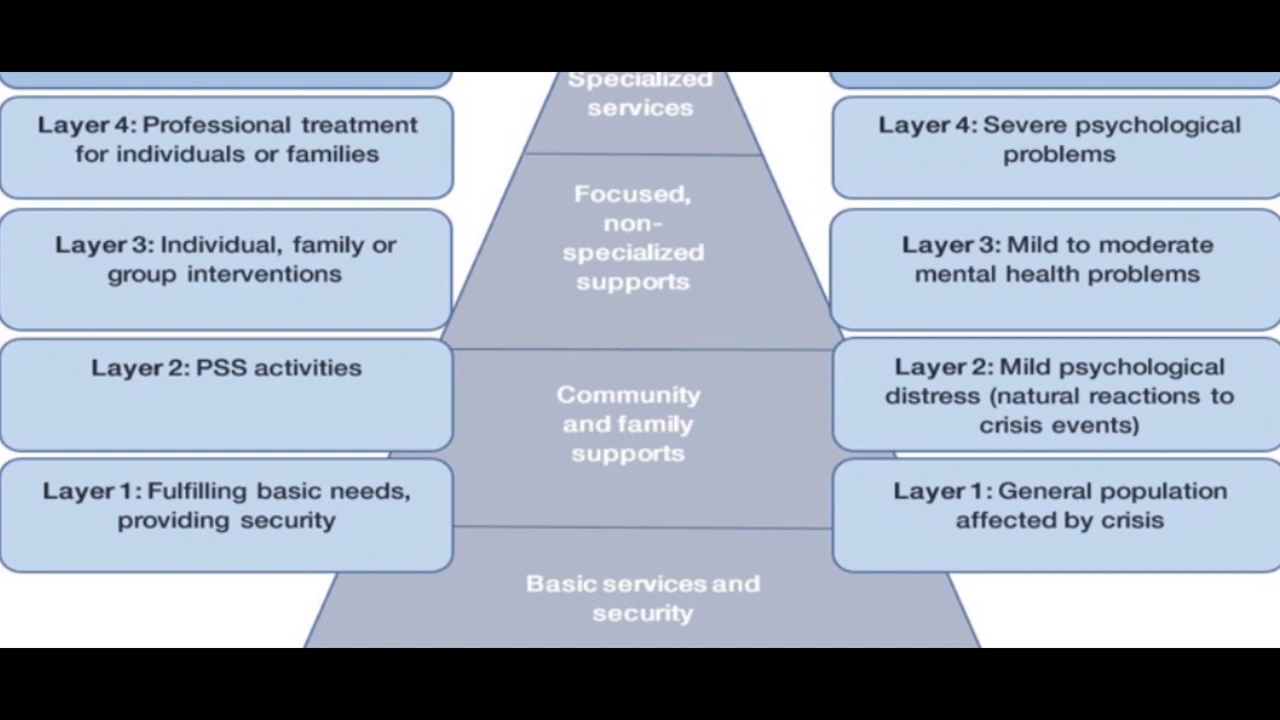 Specialized
services
Layer 4: Professional treatment
for individuals or families
Layer 4: Severe psychological
problems
Focused,
non-
specialized
supports
Layer 3: Individual, family or
group interventions
Layer 3: Mild to moderate
mental health problems
Layer 2: PSS activities
Community
and family
supports
Layer 2: Mild psychological
distress (natural reactions to
crisis events)
Layer 1: Fulfilling basic needs,
providing security
Layer 1: General population
affected by crisis
Basic services and
security